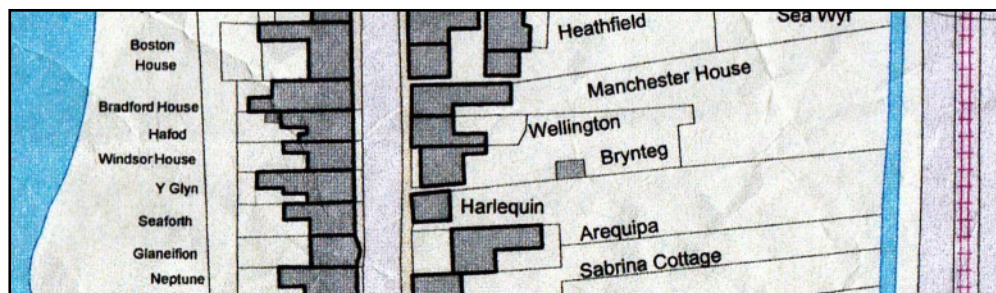 Boston
House
Bradford House
Hafod
Windsor House
Y Glyn
Seaforth
Glaneifion
Neptune
Heathfield
Sea Wyf
Manchester House
Wellington
Brynteg
Harlequin
Arequipa
Sabrina Cottage